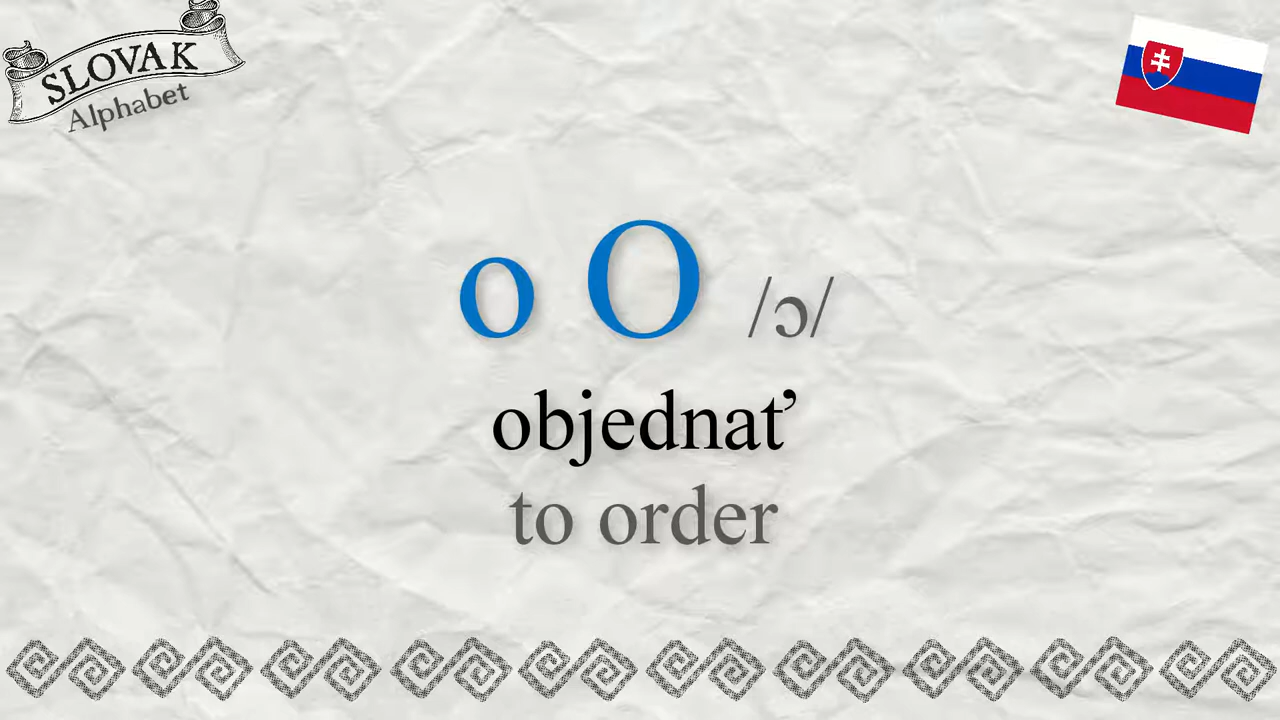 SLOVAK
Alphabet
o O /ɔ/
objednať
to order